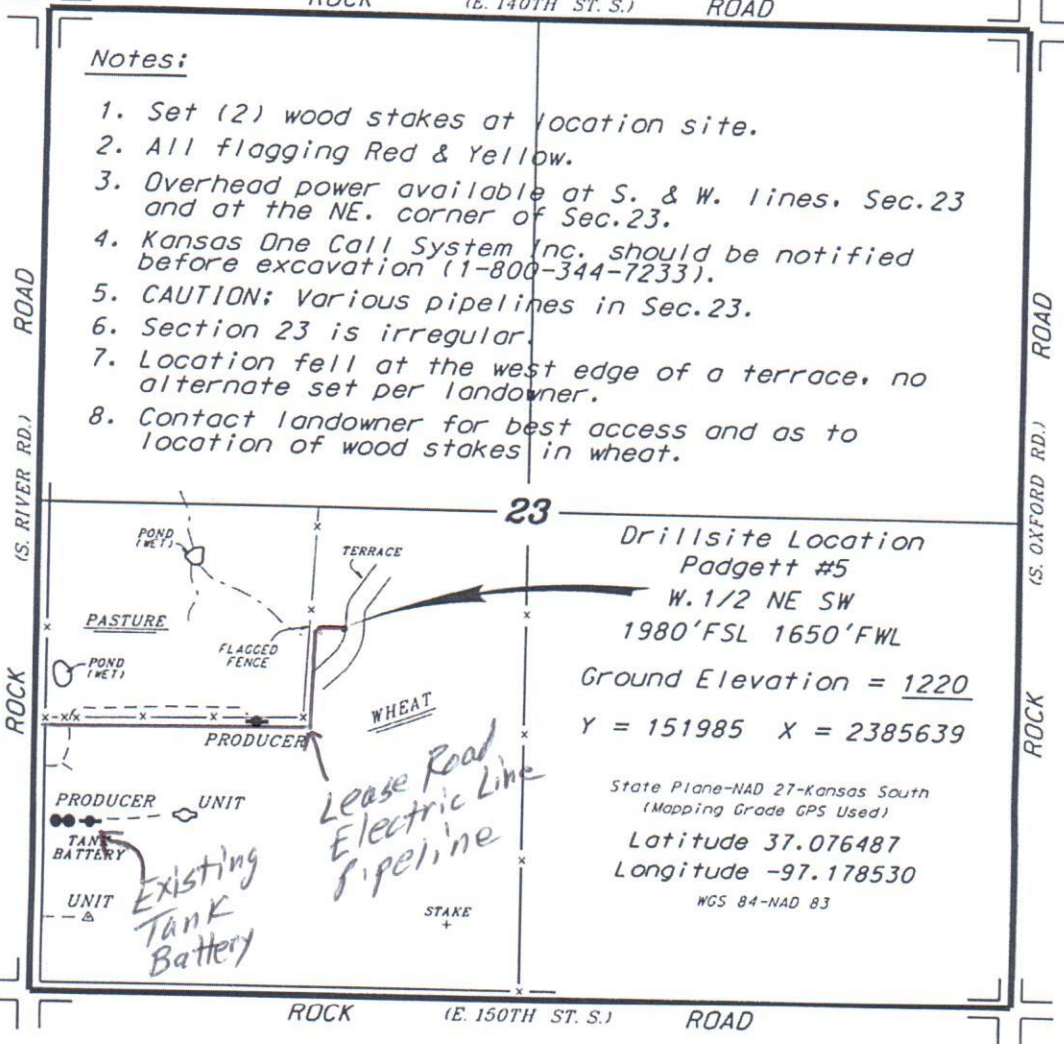 ROCK (E. 140TH ST. S.) ROAD
Notes:
1. Set (2) wood stakes at location site.
2. All flagging Red & Yellow.
3. Overhead power available at S. & W. lines, Sec.23
and at the NE. corner of Sec.23.
4. Kansas One Call System Inc. should be notified
before excavation (1-800-344-7233).
5. CAUTION: Various pipelines in Sec.23.
6. Section 23 is irregular.
7. Location fell at the west edge of a terrace, no
alternate set per landowner.
8. Contact landowner for best access and as to
location of wood stakes in wheat.
ROAD
(S. RIVER RD.)
ROCK
ROAD
(S. OXFORD RD.)
ROCK
23
POND
(WET)
TERRACE
PASTURE
FLAGGED
FENCE
POND
(WET)
WHEAT
PRODUCER
Drillsite Location
Padgett #5
W.1/2 NE SW
1980'FSL 1650'FWL
Ground Elevation = 1220
Y = 151985 X = 2385639
State Plane-NAD 27-Kansas South
(Mapping Grade GPS Used)
Latitude 37.076487
Longitude -97.178530
WGS 84-NAD 83
Lease Road
Electric Line
Pipeline
PRODUCER UNIT
TANK
BATTERY
Existing
Tank
Battery
UNIT
STAKE
ROCK (E. 150TH ST. S.) ROAD